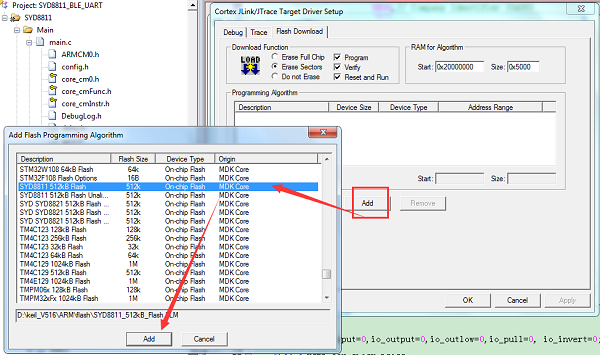 Project: SYD8811_BLE_UART
SYD8811
Main
main.c
ARMCM0.h
config.h
core_cm0.h
core_cmFunc.h
core_cmInstr.h
DebugLog.h
Cortex JLink/JTrace Target Driver Setup
Debug Trace Flash Download
Download Function
LOAD
Erase Full Chip Program
Erase Sectors Verify
Do not Erase Reset and Run
RAM for Algorithm
Start: 0x20000000 Size: 0x5000
Programming Algorithm
Description Device Size Device Type Address Range
Start: Size:
Add Remove
OK Cancel Apply
Add Flash Programming Algorithm
Description Flash Size Device Type Origin
STM32W108 64kB Flash 64k On-chip Flash MDK Core
STM32F108 Flash Options 16B On-chip Flash MDK Core
SYD8811 512kB Flash 512k On-chip Flash MDK Core
SYD8811 512kB Flash Unali... 512k On-chip Flash MDK Core
SYD SYD8821 512kB Flash ... 512k On-chip Flash MDK Core
SYD SYD8821 512kB Flash ... 512k On-chip Flash MDK Core
SYD SYD8821 512kB Flash ... 512k On-chip Flash MDK Core
TM4C123 128kB Flash 128k On-chip Flash MDK Core
TM4C123 256kB Flash 256k On-chip Flash MDK Core
TM4C123 32kB Flash 32k On-chip Flash MDK Core
TM4C123 64kB Flash 64k On-chip Flash MDK Core
TM4C129 1024kB Flash 1M On-chip Flash MDK Core
TM4C129 512kB Flash 512k On-chip Flash MDK Core
TM4E129 1024kB Flash 1M On-chip Flash MDK Core
TMPM06x 128kB Flash 128k On-chip Flash MDK Core
TMPM32xFx 1024kB Flash 1M On-chip Flash MDK Core
D:\keil_V516\ARM\flash\SYD8811_512kB_Flash.FLM
Add Cancel
put=0,io_output=0,io_outlow=0,io_pull=0, io_invert=0;